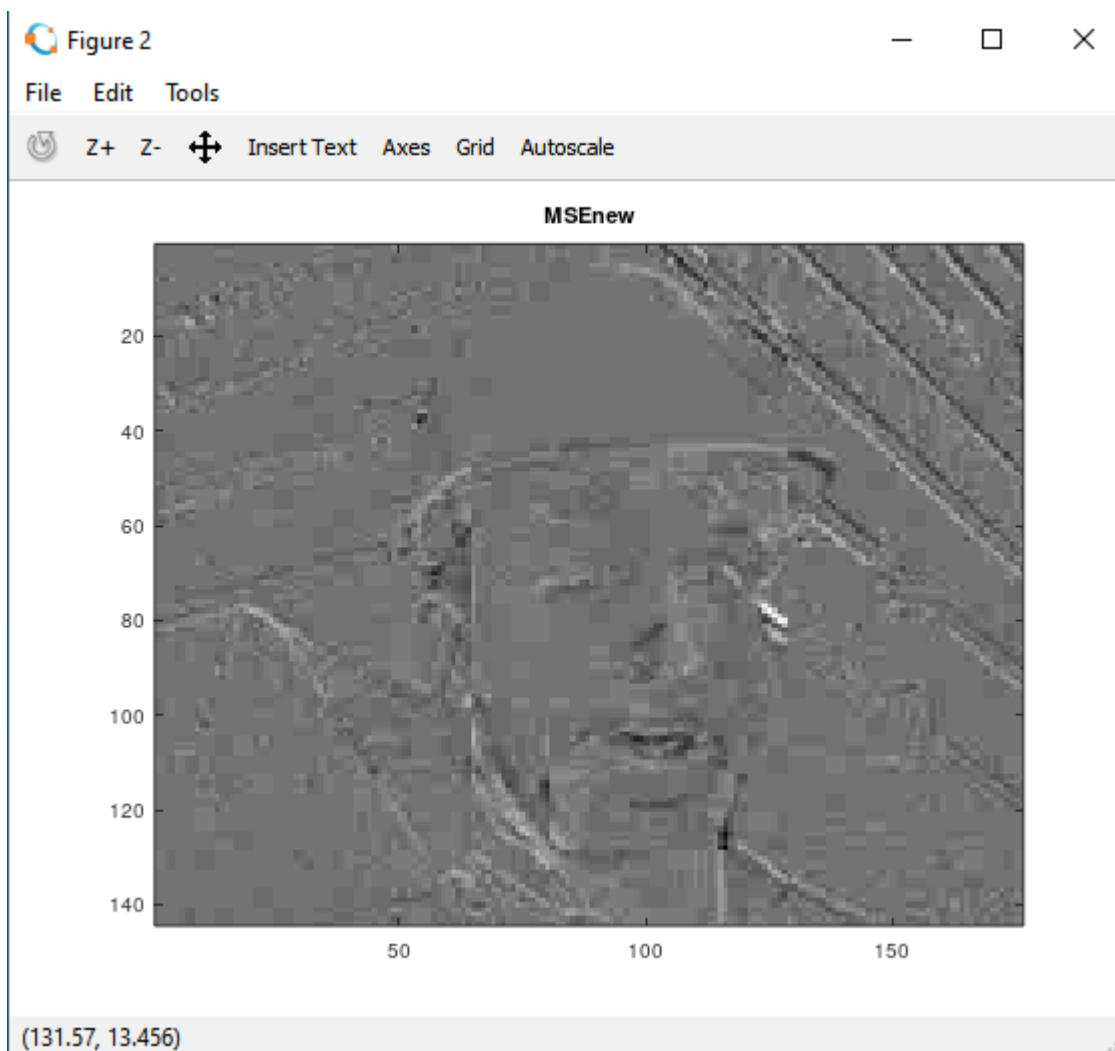 Figure 2
File Edit Tools
Z+ Z- Insert Text Axes Grid Autoscale
MSEnew
20
40
60
80
100
120
140
50 100 150
(131.57, 13.456)